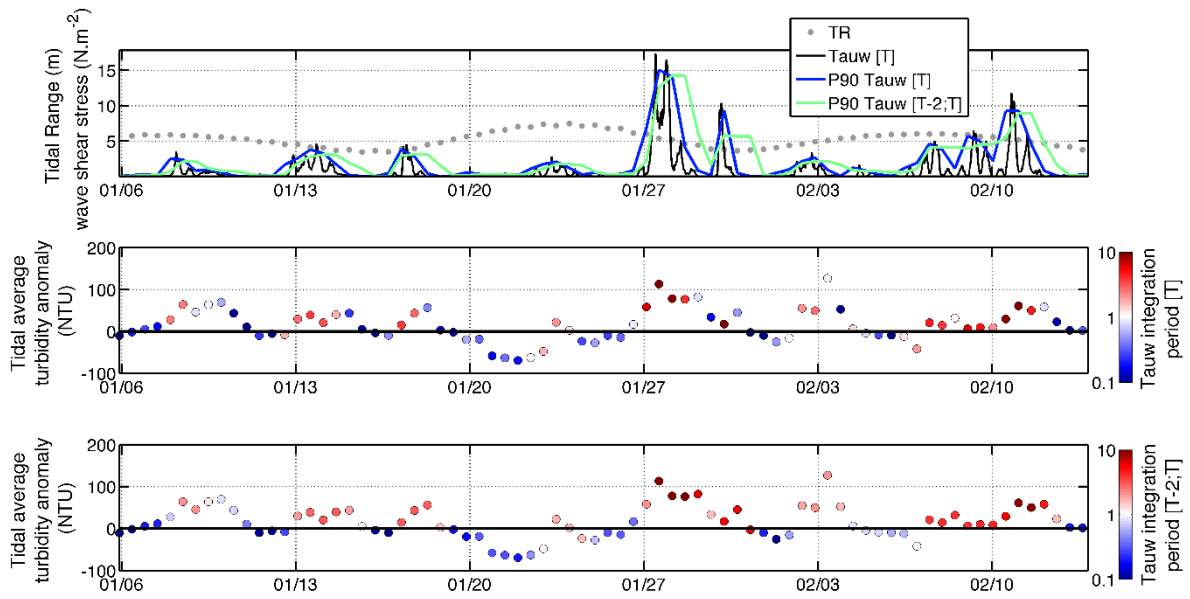 Tidal Range (m)
wave shear stress (N.m-2)
15
10
5
TR
Tauw [T]
P90 Tauw [T]
P90 Tauw [T-2;T]
01/06 01/13 01/20 01/27 02/03 02/10
Tidal average
turbidity anomaly
(NTU)
200
100
0
-100
01/06 01/13 01/20 01/27 02/03 02/10
10
1
0.1
Tauw integration
period [T]
Tidal average
turbidity anomaly
(NTU)
200
100
0
-100
01/06 01/13 01/20 01/27 02/03 02/10
10
1
0.1
Tauw integration
period [T-2;T]